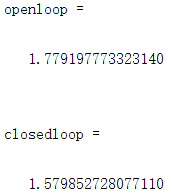 openloop =
1.779197773323140
closedloop =
1.579852728077110